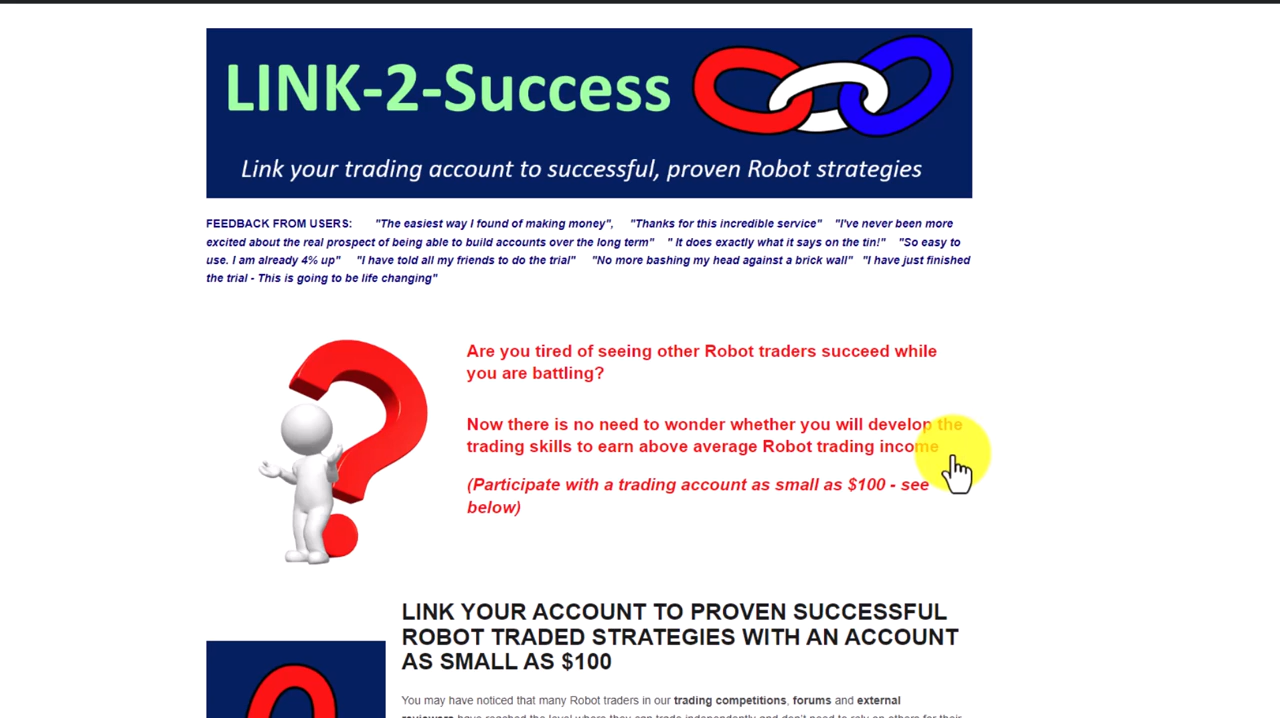 LINK-2-Success
Link your trading account to successful, proven Robot strategies
FEEDBACK FROM USERS: "The easiest way I found of making money", "Thanks for this incredible service" "I've never been more
excited about the real prospect of being able to build accounts over the long term" " It does exactly what it says on the tin!" "So easy to
use. I am already 4% up" "I have told all my friends to do the trial" "No more bashing my head against a brick wall" "I have just finished
the trial - This is going to be life changing"
Are you tired of seeing other Robot traders succeed while
you are battling?
Now there is no need to wonder whether you will develop the
trading skills to earn above average Robot trading income
(Participate with a trading account as small as $100 - see
below)
LINK YOUR ACCOUNT TO PROVEN SUCCESSFUL
ROBOT TRADED STRATEGIES WITH AN ACCOUNT
AS SMALL AS $100
You may have noticed that many Robot traders in our trading competitions, forums and external